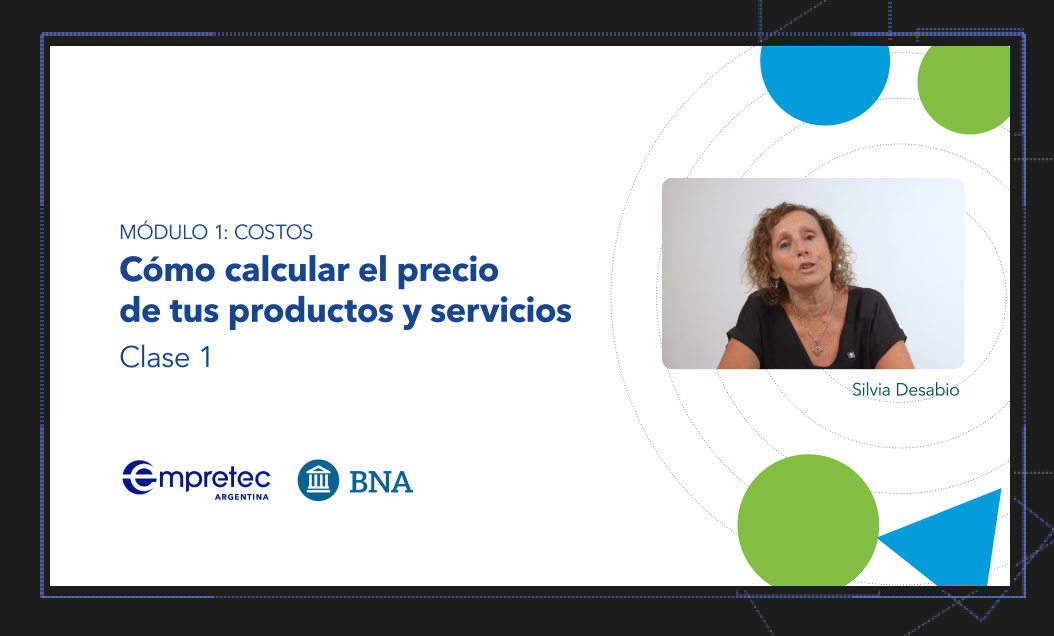 MÓDULO 1: COSTOS
Cómo calcular el precio
de tus productos y servicios
Clase 1
Silvia Desabio
empretec
ARGENTINA
BNA